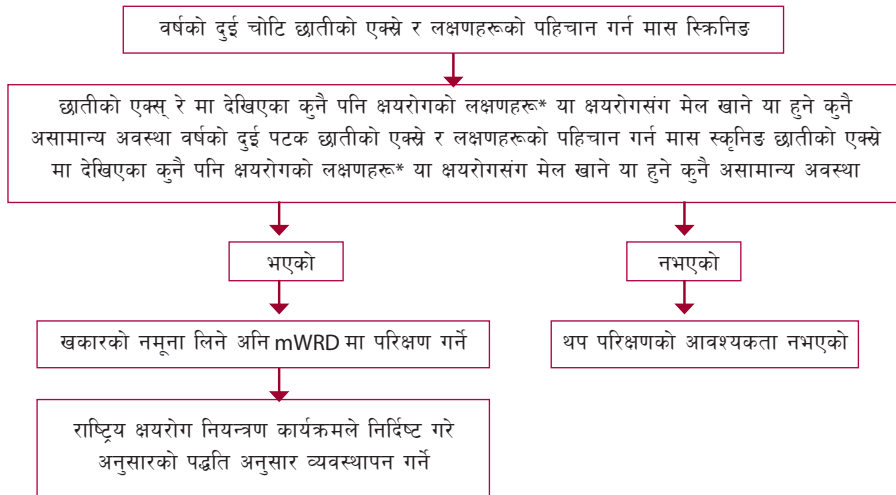 वर्षको दुई चोटि छातीको एक्स्रे र लक्षणहरूको पहिचान गर्न मास स्क्रिनिङ
छातीको एक्स् रे मा देखिएका कुनै पनि क्षयरोगको लक्षणहरू* या क्षयरोगसंग मेल खाने या हुने कुनै
असामान्य अवस्था वर्षको दुई पटक छातीको एक्स्रे र लक्षणहरूको पहिचान गर्न मास स्कृनिङ छातीको एक्स्रे
मा देखिएका कुनै पनि क्षयरोगको लक्षणहरू* या क्षयरोगसंग मेल खाने या हुने कुनै असामान्य अवस्था
भएको
नभएको
खकारको नमूना लिने अनि mWRD मा परिक्षण गर्ने
थप परिक्षणको आवश्यकता नभएको
राष्ट्रिय क्षयरोग नियन्त्रण कार्यक्रमले निर्दिष्ट गरे
अनुसारको पद्धति अनुसार व्यवस्थापन गर्ने